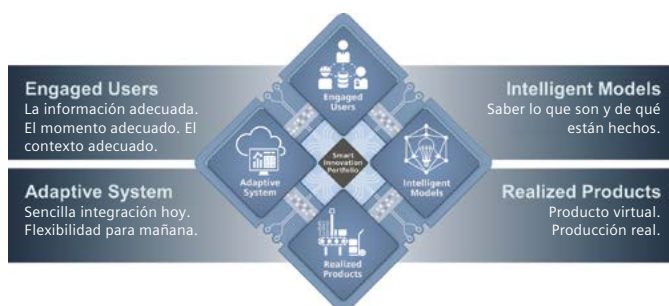 Engaged Users
La información adecuada.
El momento adecuado. El
contexto adecuado.
Adaptive System
Sencilla integración hoy.
Flexibilidad para mañana.
Engaged
Users
Adaptive
System
Smart
Innovation
Portfolio
Intelligent
Models
Realized
Products
Intelligent Models
Saber lo que son y de qué
están hechos.
Realized Products
Producto virtual.
Producción real.